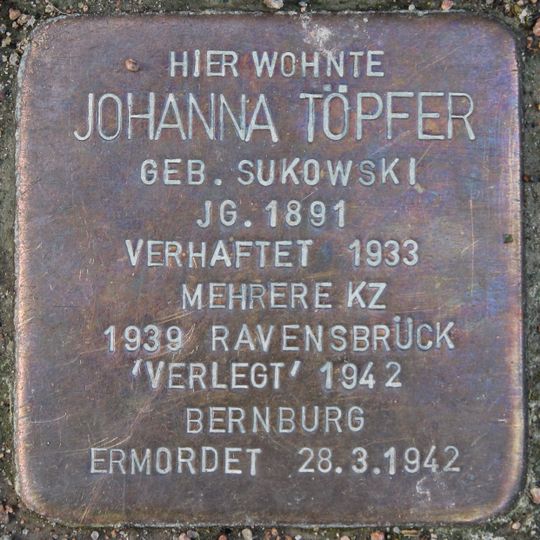 HIER WOHNTE
JOHANNA TÖPFER
GEB. SUKOWSKI
JG. 1891
VERHAFTET 1933
MEHRERE KZ
1939 RAVENSBRÜCK
'VERLEGT' 1942
BERNBURG
ERMORDET 28.3.1942